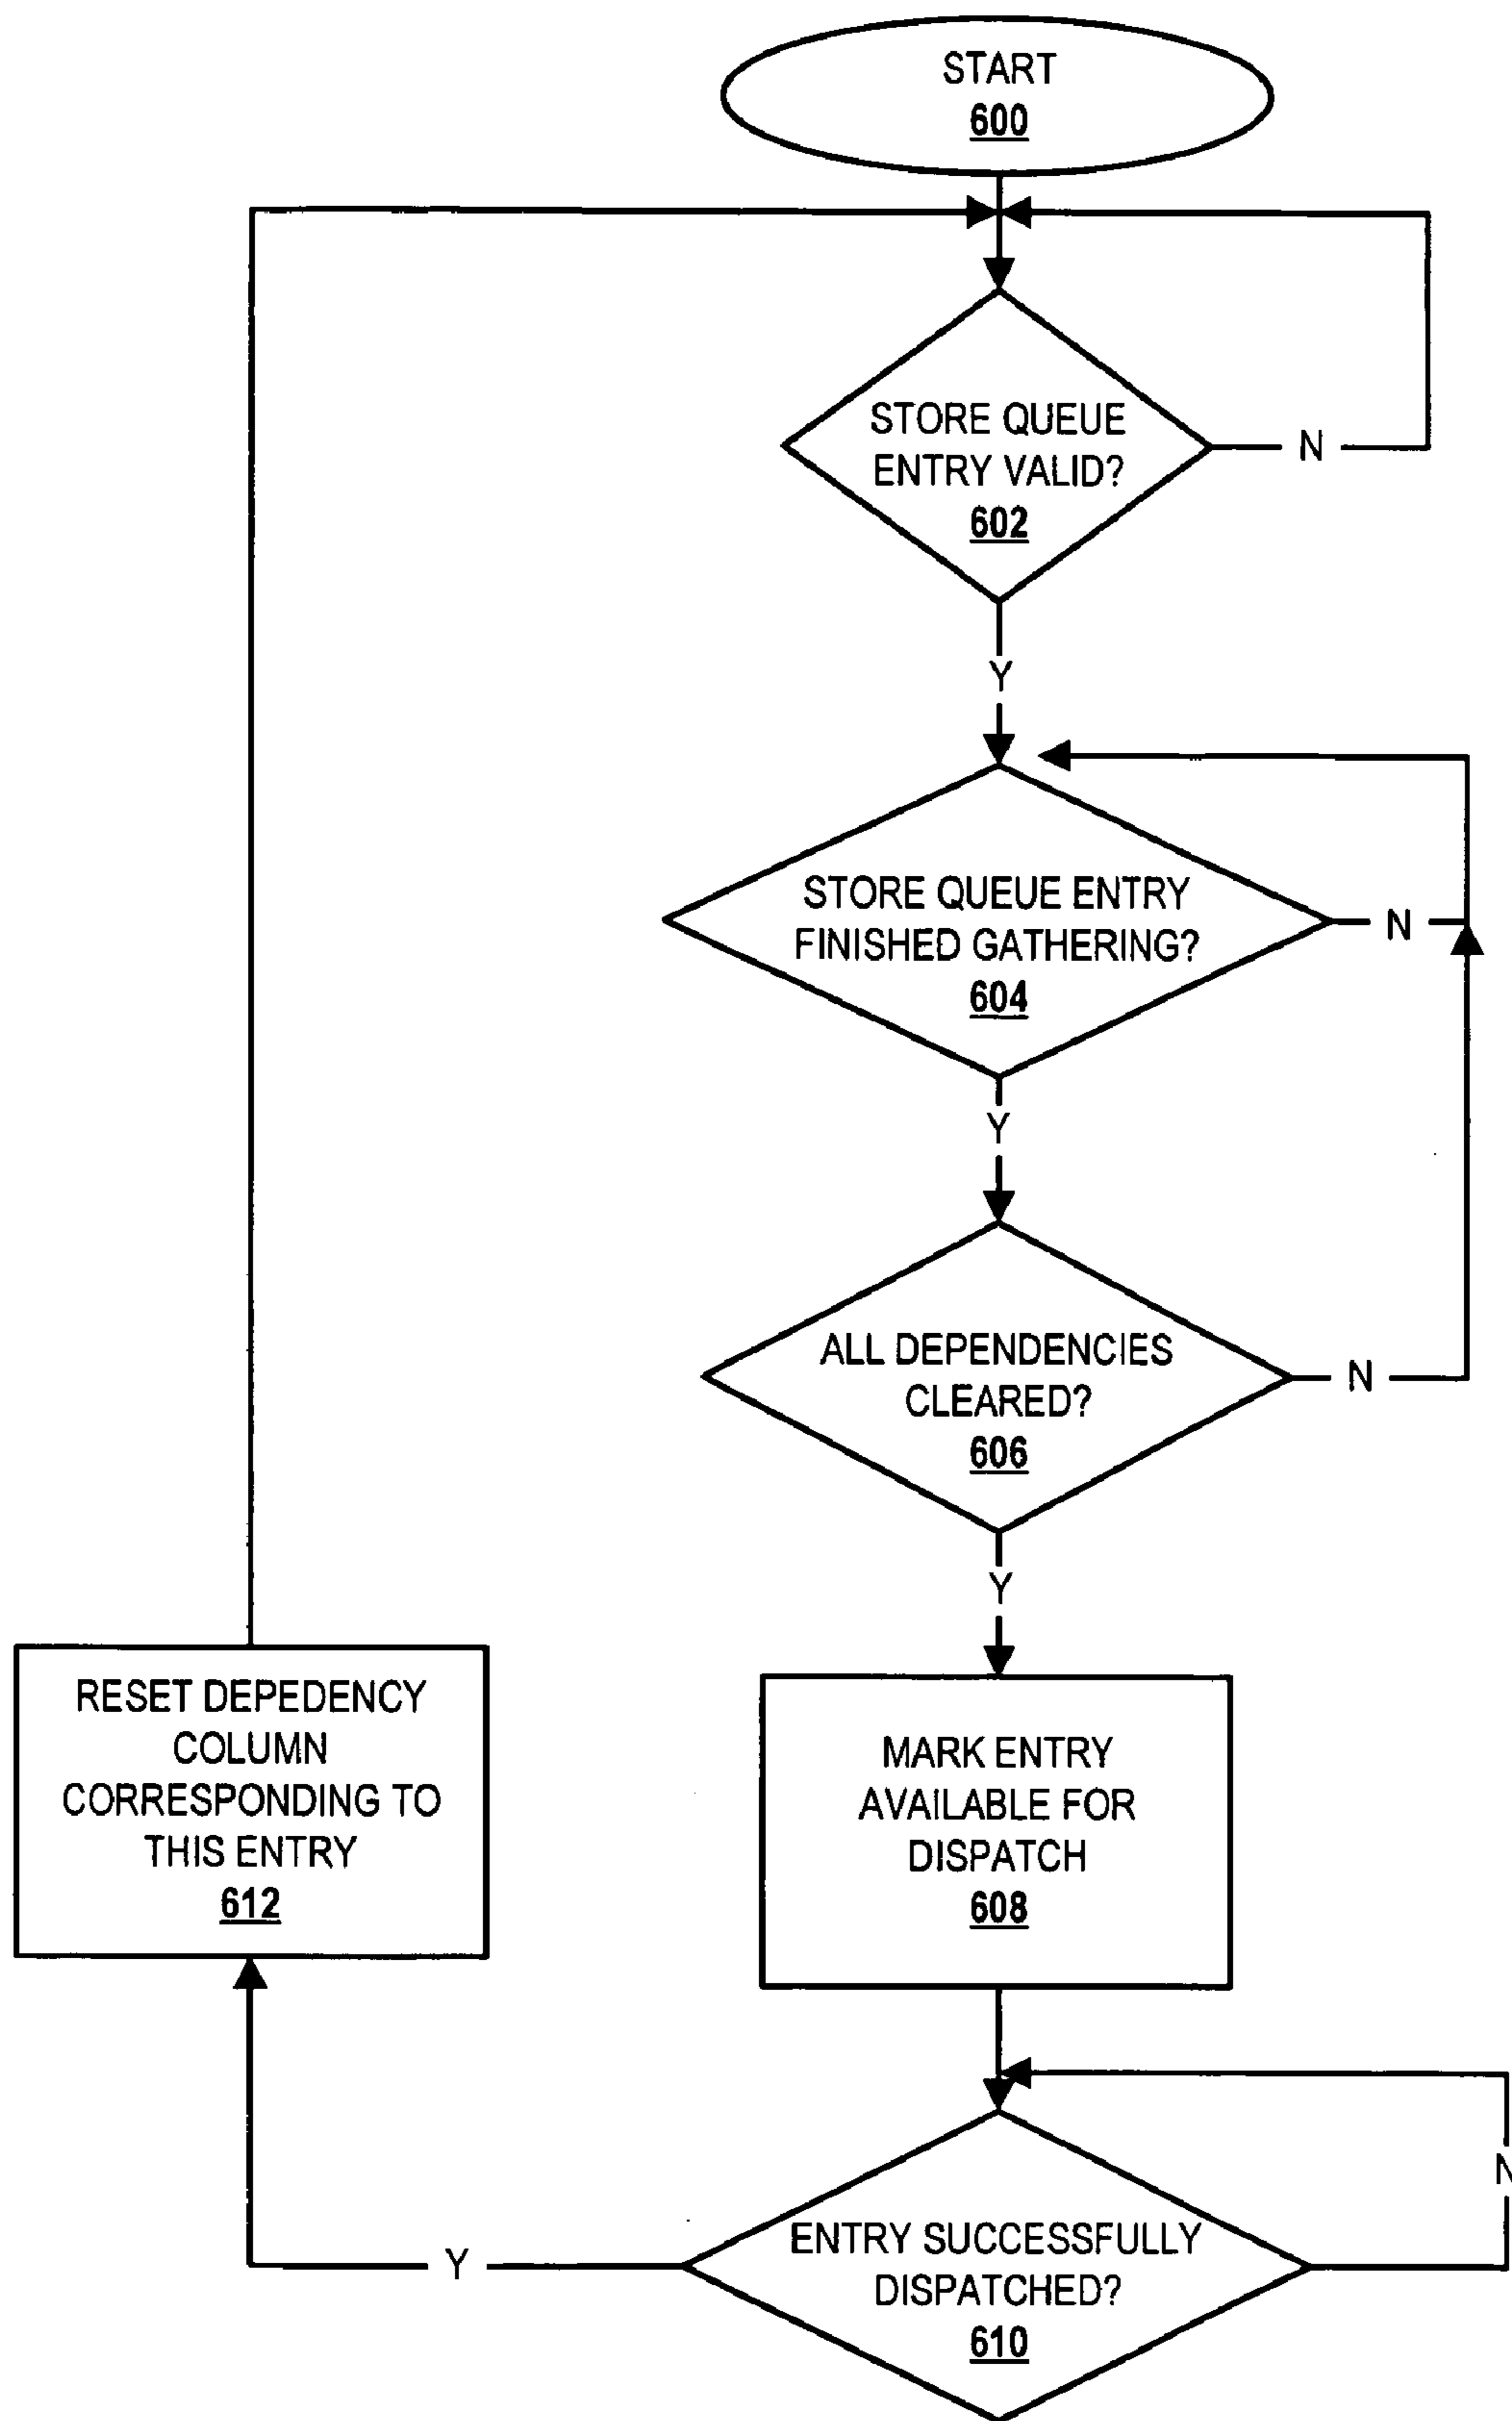 START
600
STORE QUEUE
ENTRY VALID?
602
N
Y
STORE QUEUE ENTRY
FINISHED GATHERING?
604
N
Y
ALL DEPENDENCIES
CLEARED?
606
N
Y
RESET DEPEDENCY
COLUMN
CORRESPONDING TO
THIS ENTRY
612
MARK ENTRY
AVAILABLE FOR
DISPATCH
608
N
ENTRY SUCCESSFULLY
DISPATCHED?
610
Y